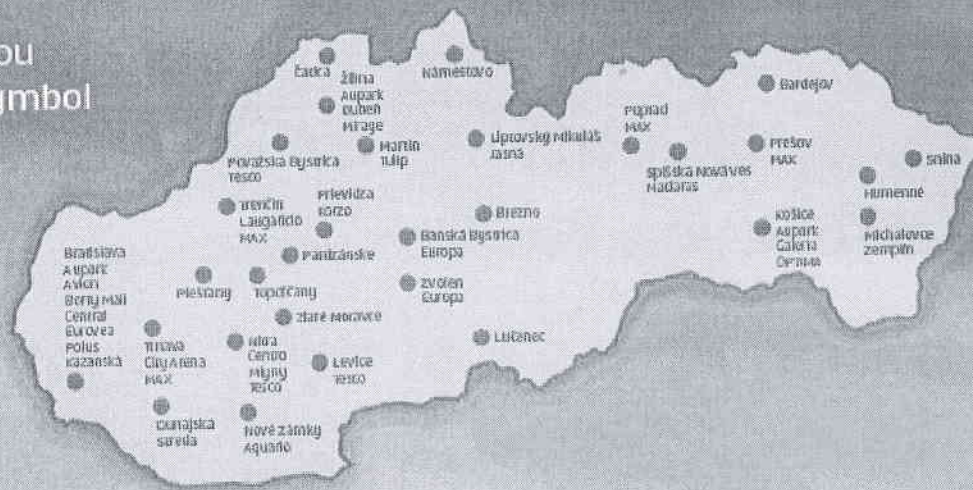 ou
ymbol
Čadca
Žilina
Aupark
Dubeň
Mirage
Námestovo
Bardejov
Považská Bystrica
Tesco
Martin
Tulip
Liptovský Mikuláš
Jasná
Poprad
MAX
Spišská Nová Ves
Madaras
Prešov
MAX
Snina
Humenné
Trenčín
Laugaricio
MAX
Prievidza
Korzo
Brezno
Banská Bystrica
Europa
Košice
Aupark
Galeria
OPTIMA
Michalovce
Zemplín
Bratislava
Aupark
Avion
Bory Mall
Central
Eurovea
Polus
Kazanská
Piešťany
Topoľčany
Partizánske
Zvolen
Europa
Zlaté Moravce
Trnava
City Arena
MAX
Nitra
Centro
Mlyny
Tesco
Levice
Tesco
Lučenec
Dunajská
Streda
Nové Zámky
Aquario